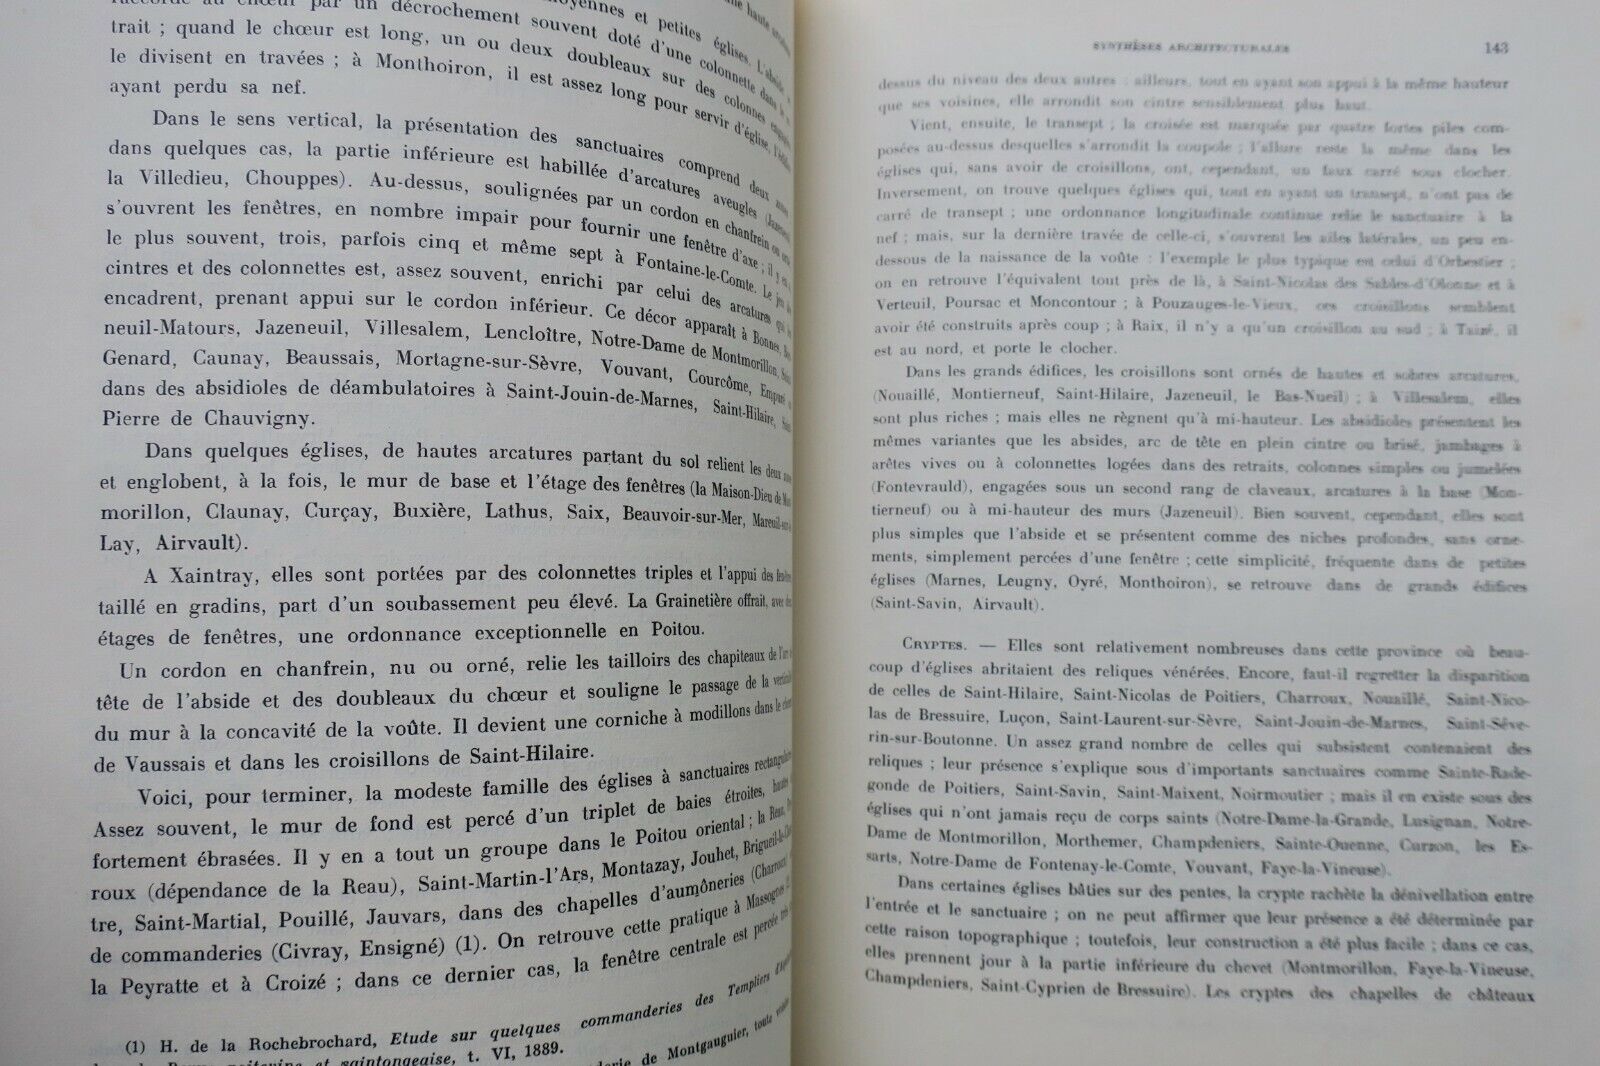 raccorde au chœur par un décrochement souvent doté d'une colonnette dans le
trait ; quand le chœur est long, un ou deux doubleaux sur des colonnes
le divisent en travées ; à Monthoiron, il est assez long pour servir d'église,
ayant perdu sa nef.
Dans le sens vertical, la présentation des sanctuaires comprend deux
dans quelques cas, la partie inférieure est habillée d'arcatures aveugles (Jazeneuil
la Villedieu, Chouppes). Au-dessus, soulignées par un cordon en chanfrein ou
s'ouvrent les fenêtres, en nombre impair pour fournir une fenêtre d'axe ; il y en
le plus souvent, trois, parfois cinq et même sept à Fontaine-le-Comte. Le jeu des
cintres et des colonnettes est, assez souvent, enrichi par celui des arcatures qui les
encadrent, prenant appui sur le cordon inférieur. Ce décor apparaît à Bonnes,
neuil-Matours, Jazeneuil, Villesalem, Lencloître, Notre-Dame de Montmorillon,
Genard, Caunay, Beaussais, Mortagne-sur-Sèvre, Vouvant, Courcôme, Empuré
dans des absidioles de déambulatoires à Saint-Jouin-de-Marnes, Saint-Hilaire,
Pierre de Chauvigny.
Dans quelques églises, de hautes arcatures partant du sol relient les deux
et englobent, à la fois, le mur de base et l'étage des fenêtres (la Maison-Dieu de
morillon, Claunay, Curçay, Buxière, Lathus, Saix, Beauvoir-sur-Mer, Mareuil-sur-
Lay, Airvault).
A Xaintray, elles sont portées par des colonnettes triples et l'appui des
taillé en gradins, part d'un soubassement peu élevé. La Grainetière offrait, avec
étages de fenêtres, une ordonnance exceptionnelle en Poitou.
Un cordon en chanfrein, nu ou orné, relie les tailloirs des chapiteaux de l'arc
tête de l'abside et des doubleaux du chœur et souligne le passage de la
du mur à la concavité de la voûte. Il devient une corniche à modillons dans le
de Vaussais et dans les croisillons de Saint-Hilaire.
Voici, pour terminer, la modeste famille des églises à sanctuaires rectangulaires
Assez souvent, le mur de fond est percé d'un triplet de baies étroites, hautes
fortement ébrasées. Il y en a tout un groupe dans le Poitou oriental ; la Reau,
roux (dépendance de la Reau), Saint-Martin-l'Ars, Montazay, Jouhet,
tre, Saint-Martial, Pouillé, Jauvars, dans des chapelles d'aumôneries (Charroux)
de commanderies (Civray, Ensigné) (1). On retrouve cette pratique à Massognes
la Peyratte et à Croizé ; dans ce dernier cas, la fenêtre centrale est percée
(1) H. de la Rochebrochard, Etude sur quelques commanderies des Templiers
poitevine et saintongeaise, t. VI, 1889.
de Montgauguier, toute
SYNTHÈSES ARCHITECTURALES 143
dessus du niveau des deux autres : ailleurs, tout en ayant son appui à la même hauteur
que ses voisines, elle arrondit son cintre sensiblement plus haut.
Vient, ensuite, le transept ; la croisée est marquée par quatre fortes piles com-
posées au-dessus desquelles s'arrondit la coupole ; l'allure reste la même dans les
églises qui, sans avoir de croisillons, ont, cependant, un faux carré sous clocher.
Inversement, on trouve quelques églises qui, tout en ayant un transept, n'ont pas de
carré de transept ; une ordonnance longitudinale continue relie le sanctuaire à la
nef ; mais, sur la dernière travée de celle-ci, s'ouvrent les ailes latérales, un peu en-
dessous de la naissance de la voûte : l'exemple le plus typique est celui d'Orbestier ;
on en retrouve l'équivalent tout près de là, à Saint-Nicolas des Sables-d'Olonne et à
Verteuil, Poursac et Moncontour ; à Pouzauges-le-Vieux, ces croisillons semblent
avoir été construits après coup ; à Raix, il n'y a qu'un croisillon au sud ; à Taizé, il
est au nord, et porte le clocher.
Dans les grands édifices, les croisillons sont ornés de hautes et sobres arcatures,
(Nouaillé, Montierneuf, Saint-Hilaire, Jazeneuil, le Bas-Nueil) ; à Villesalem, elles
sont plus riches ; mais elles ne règnent qu'à mi-hauteur. Les absidioles présentent les
mêmes variantes que les absides, arc de tête en plein cintre ou brisé, jambages à
arêtes vives ou à colonnettes logées dans des retraits, colonnes simples ou jumelées
(Fontevrauld), engagées sous un second rang de claveaux, arcatures à la base (Mon-
tierneuf) ou à mi-hauteur des murs (Jazeneuil). Bien souvent, cependant, elles sont
plus simples que l'abside et se présentent comme des niches profondes, sans orne-
ments, simplement percées d'une fenêtre ; cette simplicité, fréquente dans de petites
églises (Marnes, Leugny, Oyré, Monthoiron), se retrouve dans de grands édifices
(Saint-Savin, Airvault).
CRYPTES. — Elles sont relativement nombreuses dans cette province où beau-
coup d'églises abritaient des reliques vénérées. Encore, faut-il regretter la disparition
de celles de Saint-Hilaire, Saint-Nicolas de Poitiers, Charroux, Nouaillé, Saint-Nico-
las de Bressuire, Luçon, Saint-Laurent-sur-Sèvre, Saint-Jouin-de-Marnes, Saint-Séve-
rin-sur-Boutonne. Un assez grand nombre de celles qui subsistent contenaient des
reliques ; leur présence s'explique sous d'importants sanctuaires comme Sainte-Rade-
gonde de Poitiers, Saint-Savin, Saint-Maixent, Noirmoutier ; mais il en existe sous des
églises qui n'ont jamais reçu de corps saints (Notre-Dame-la-Grande, Lusignan, Notre-
Dame de Montmorillon, Morthemer, Champdeniers, Sainte-Ouenne, Curzon, les Es-
sarts, Notre-Dame de Fontenay-le-Comte, Vouvant, Faye-la-Vineuse).
Dans certaines églises bâties sur des pentes, la crypte rachète la dénivellation entre
l'entrée et le sanctuaire ; on ne peut affirmer que leur présence a été déterminée par
cette raison topographique ; toutefois, leur construction a été plus facile ; dans ce cas,
elles prennent jour à la partie inférieure du chevet (Montmorillon, Faye-la-Vineuse,
Champdeniers, Saint-Cyprien de Bressuire). Les cryptes des chapelles de châteaux